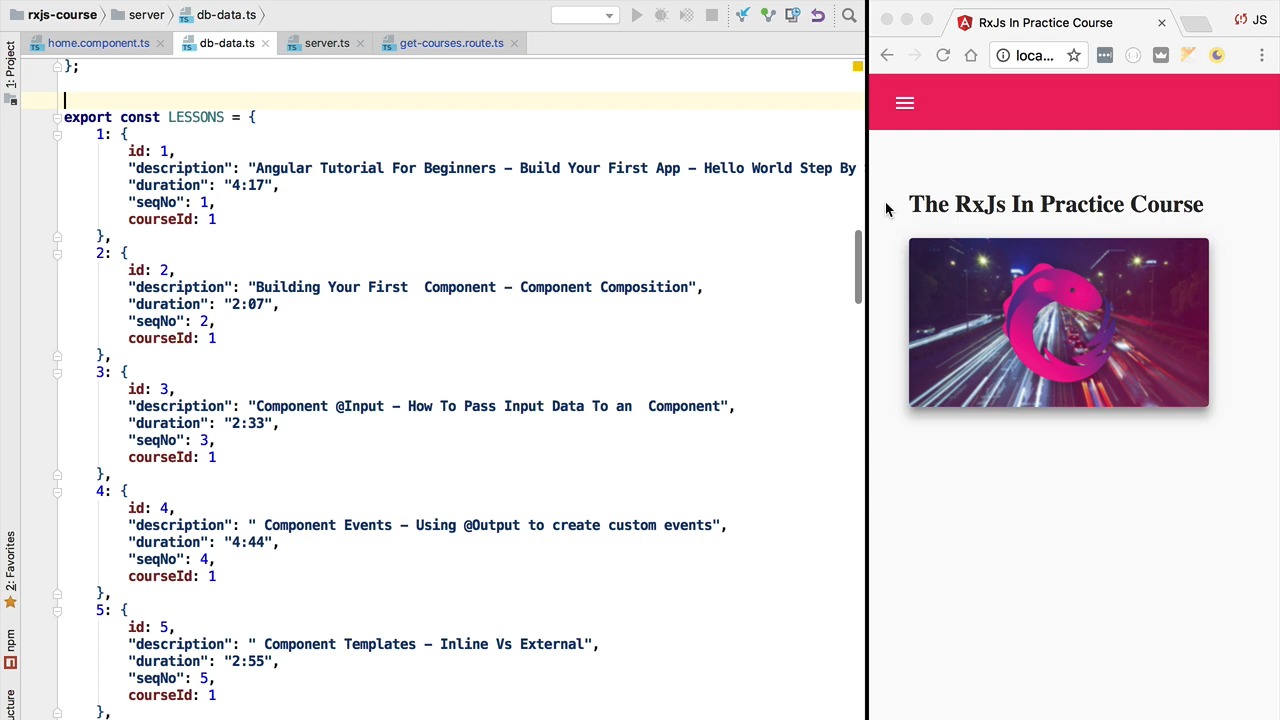 rxjs-course
server
db-data.ts
home.component.ts
db-data.ts
server.ts
get-courses.route.ts
1: Project
2: Favorites
npm
ucture
};
export const LESSONS = {
1: {
id: 1,
"description": "Angular Tutorial For Beginners - Build Your First App - Hello World Step By
"duration": "4:17",
"seqNo": 1,
courseId: 1
},
2: {
id: 2,
"description": "Building Your First  Component - Component Composition",
"duration": "2:07",
"seqNo": 2,
courseId: 1
},
3: {
id: 3,
"description": "Component @Input - How To Pass Input Data To an  Component",
"duration": "2:33",
"seqNo": 3,
courseId: 1
},
4: {
id: 4,
"description": " Component Events - Using @Output to create custom events",
"duration": "4:44",
"seqNo": 4,
courseId: 1
},
5: {
id: 5,
"description": " Component Templates - Inline Vs External",
"duration": "2:55",
"seqNo": 5,
courseId: 1
},
RxJs In Practice Course
JS
loca...
The RxJs In Practice Course